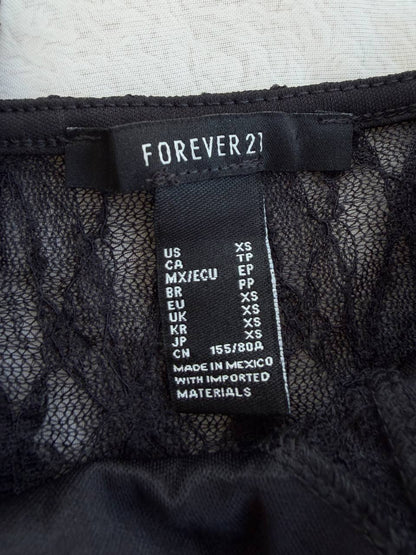 FOREVER 21
US XS
CA TP
MX/ECU EP
BR PP
EU XS
UK XS
KR XS
JP XS
CN 155/80A
MADE IN MEXICO
WITH IMPORTED
MATERIALS